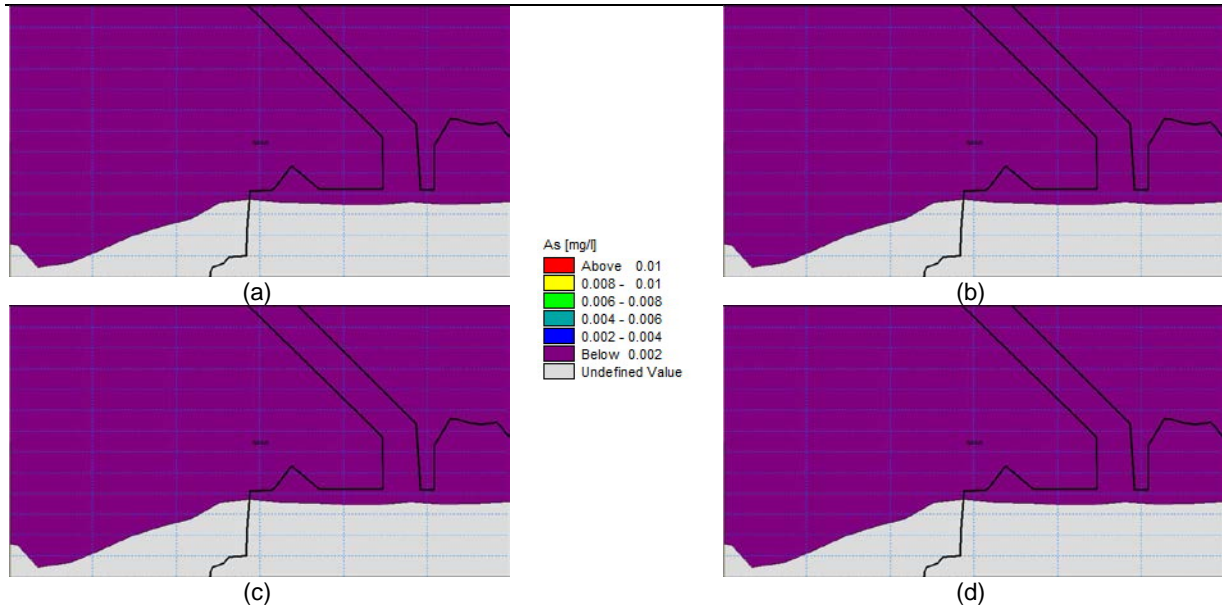 (a)
(b)
As [mg/l]
Above 0.01
0.008 - 0.01
0.006 - 0.008
0.004 - 0.006
0.002 - 0.004
Below 0.002
Undefined Value
(c)
(d)